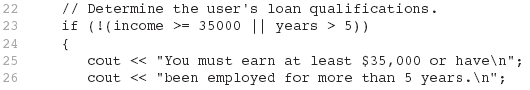 22 // Determine the user's loan qualifications.
23 if (!(income >= 35000 || years > 5))
24 {
25 cout << "You must earn at least $35,000 or have\n";
26 cout << "been employed for more than 5 years.\n";